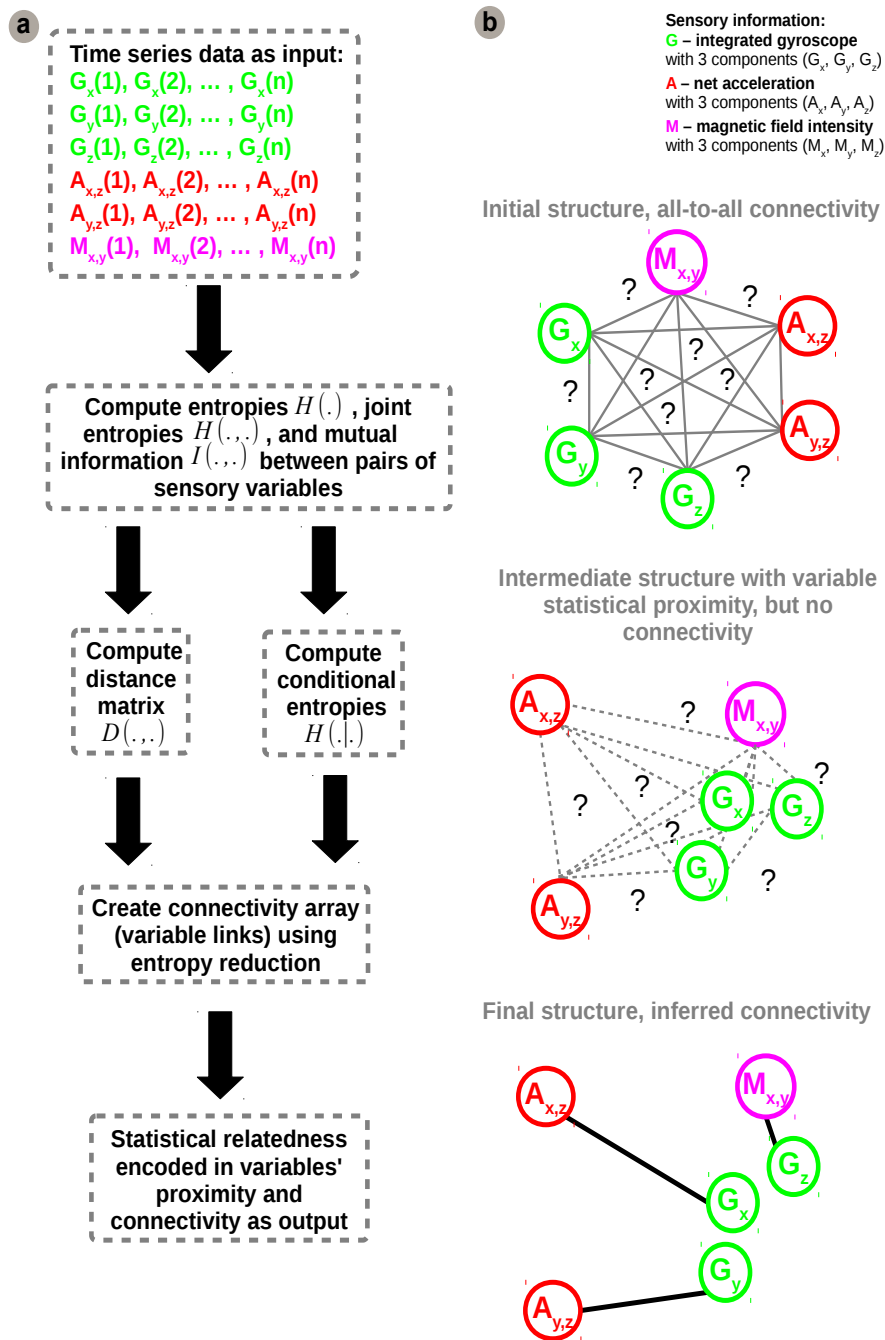 a
Time series data as input:
Gx(1), Gx(2), ... , Gx(n)
Gy(1), Gy(2), ... , Gy(n)
Gz(1), Gz(2), ... , Gz(n)
Ax,z(1), Ax,z(2), ... , Ax,z(n)
Ay,z(1), Ay,z(2), ... , Ay,z(n)
Mx,y(1), Mx,y(2), ... , Mx,y(n)
Compute entropies H(.) , joint
entropies H(.,.) , and mutual
information I(.,.) between pairs of
sensory variables
Compute
distance
matrix
D(.,.)
Compute
conditional
entropies
H(.|.)
Create connectivity array
(variable links) using
entropy reduction
Statistical relatedness
encoded in variables'
proximity and
connectivity as output
b
Sensory information:
G – integrated gyroscope
with 3 components (Gx, Gy, Gz)
A – net acceleration
with 3 components (Ax, Ay, Az)
M – magnetic field intensity
with 3 components (Mx, My, Mz)
Initial structure, all-to-all connectivity
Mx,y
? ?
Gx Ax,z
?
? ? ?
?
Gy Ay,z
? ?
Gz
Intermediate structure with variable
statistical proximity, but no
connectivity
Ax,z ? Mx,y
? ? ?
Gx Gz
?
Gy ?
Ay,z ?
Final structure, inferred connectivity
Ax,z Mx,y
Gz
Gx
Gy
Ay,z